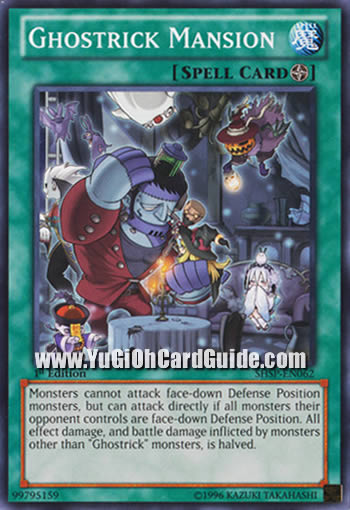 Ghostrick Mansion
魔
[Spell Card]
www.YuGiOhCardGuide.com
1st Edition
SHSP-EN062
Monsters cannot attack face-down Defense Position
monsters, but can attack directly if all monsters their
opponent controls are face-down Defense Position. All
effect damage, and battle damage inflicted by monsters
other than "Ghostrick" monsters, is halved.
99795159
©1996 KAZUKI TAKAHASHI